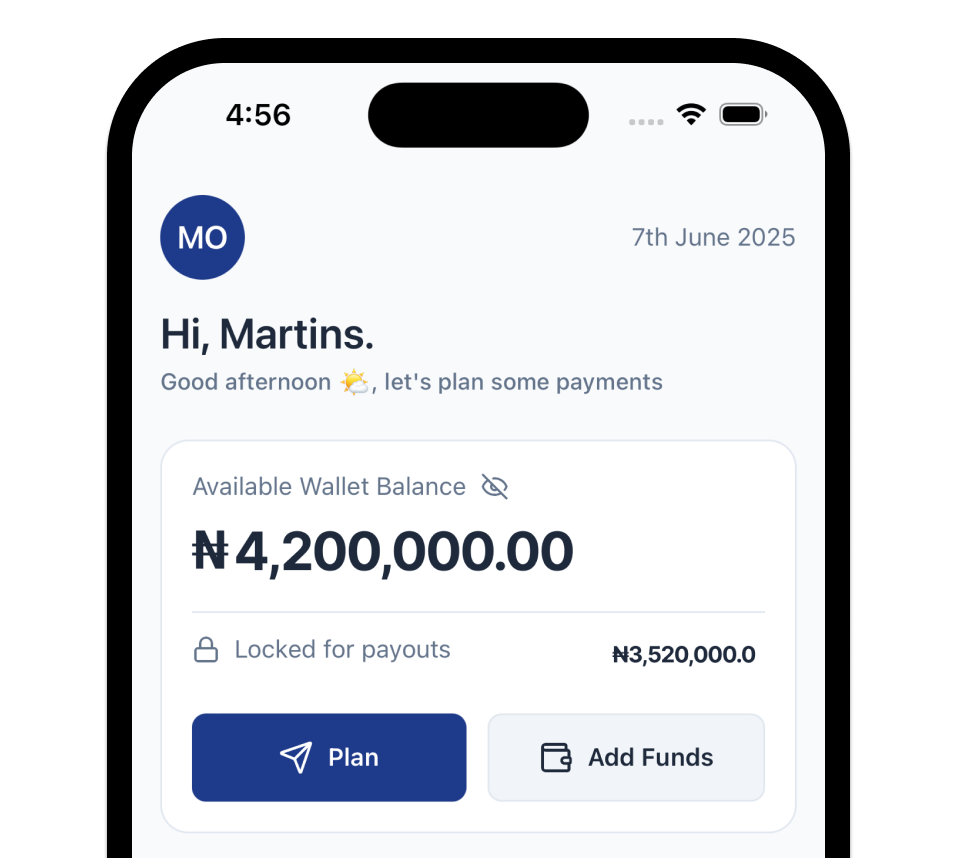 4:56
MO
7th June 2025
Hi, Martins.
Good afternoon 🌤️, let's plan some payments
Available Wallet Balance
₦4,200,000.00
Locked for payouts
₦3,520,000.0
Plan
Add Funds